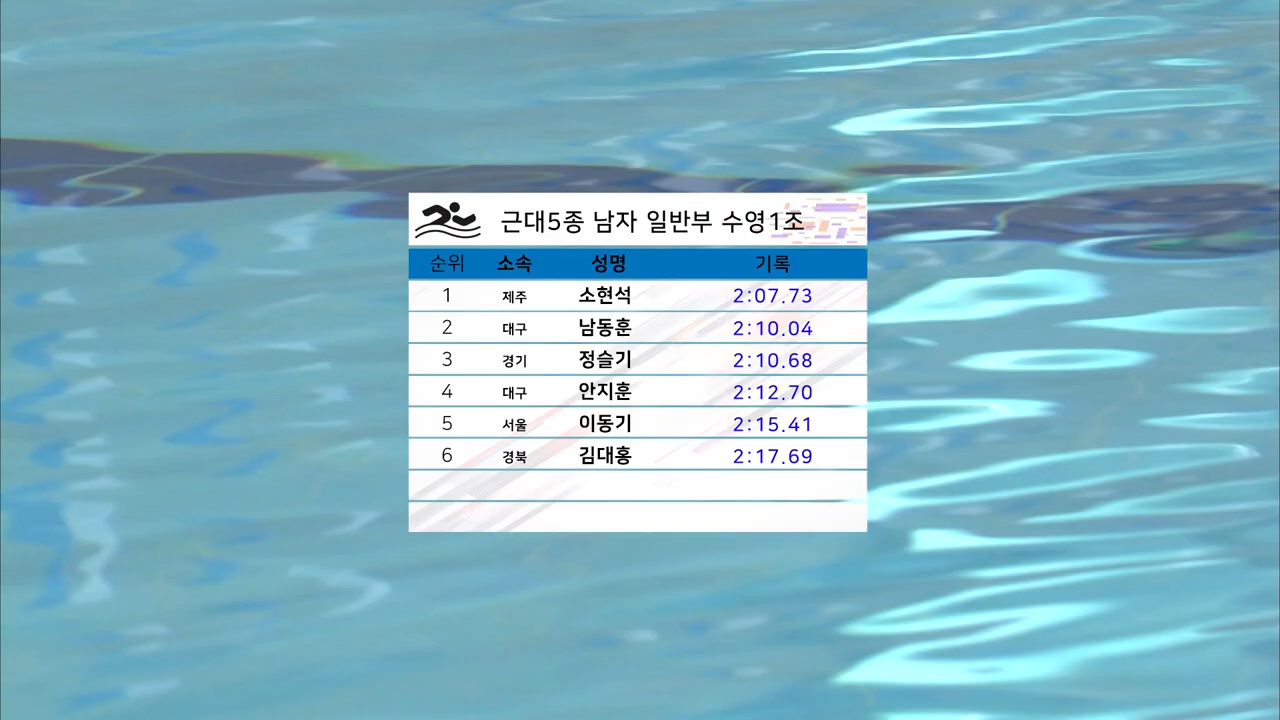 근대5종 남자 일반부 수영1조
순위 소속 성명 기록
1 제주 소현석 2:07.73
2 대구 남동훈 2:10.04
3 경기 정슬기 2:10.68
4 대구 안지훈 2:12.70
5 서울 이동기 2:15.41
6 경북 김대홍 2:17.69